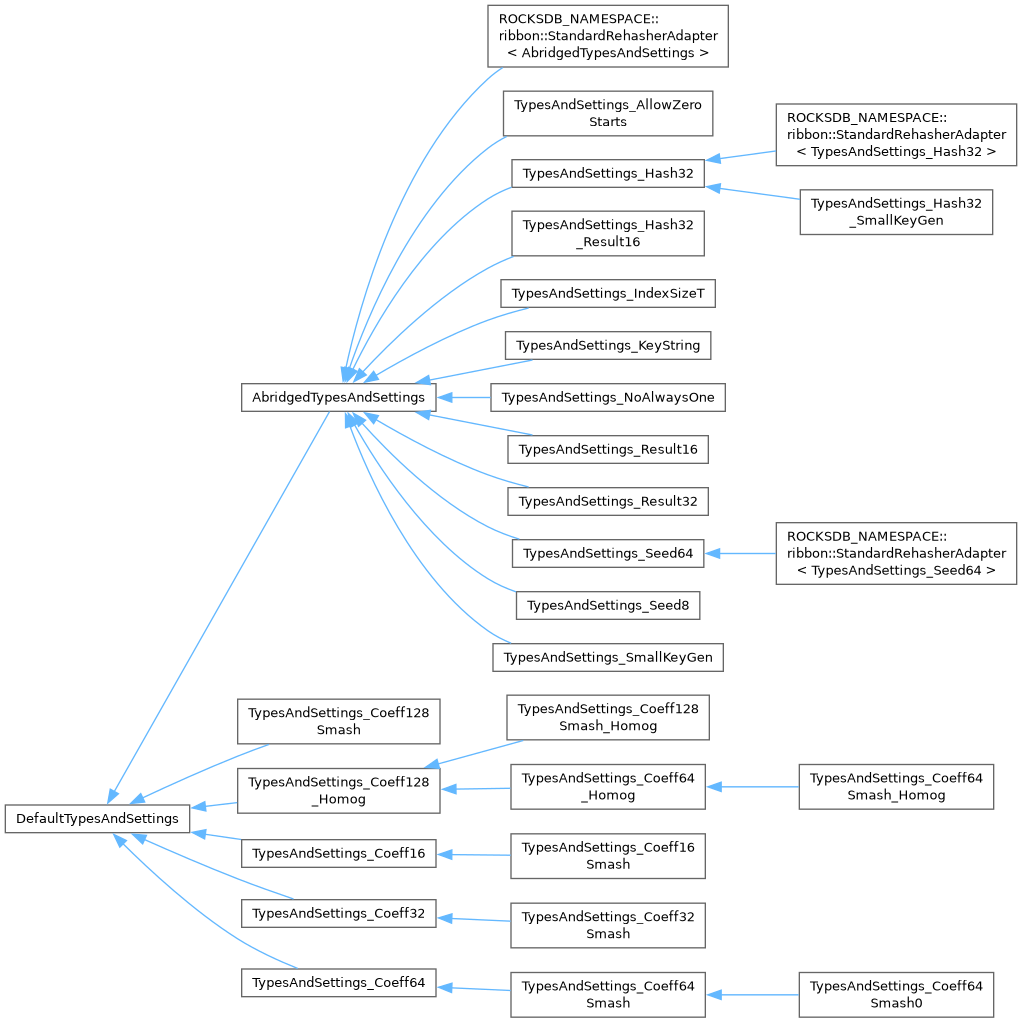 ROCKSDB_NAMESPACE::
ribbon::StandardRehasherAdapter
< AbridgedTypesAndSettings >
TypesAndSettings_AllowZero
Starts
TypesAndSettings_Hash32
ROCKSDB_NAMESPACE::
ribbon::StandardRehasherAdapter
< TypesAndSettings_Hash32 >
TypesAndSettings_Hash32
_SmallKeyGen
TypesAndSettings_Hash32
_Result16
TypesAndSettings_IndexSizeT
TypesAndSettings_KeyString
AbridgedTypesAndSettings
TypesAndSettings_NoAlwaysOne
TypesAndSettings_Result16
TypesAndSettings_Result32
TypesAndSettings_Seed64
ROCKSDB_NAMESPACE::
ribbon::StandardRehasherAdapter
< TypesAndSettings_Seed64 >
TypesAndSettings_Seed8
TypesAndSettings_SmallKeyGen
TypesAndSettings_Coeff128
Smash
TypesAndSettings_Coeff128
Smash_Homog
TypesAndSettings_Coeff128
_Homog
TypesAndSettings_Coeff64
_Homog
TypesAndSettings_Coeff64
Smash_Homog
DefaultTypesAndSettings
TypesAndSettings_Coeff16
TypesAndSettings_Coeff16
Smash
TypesAndSettings_Coeff32
TypesAndSettings_Coeff32
Smash
TypesAndSettings_Coeff64
TypesAndSettings_Coeff64
Smash
TypesAndSettings_Coeff64
Smash0